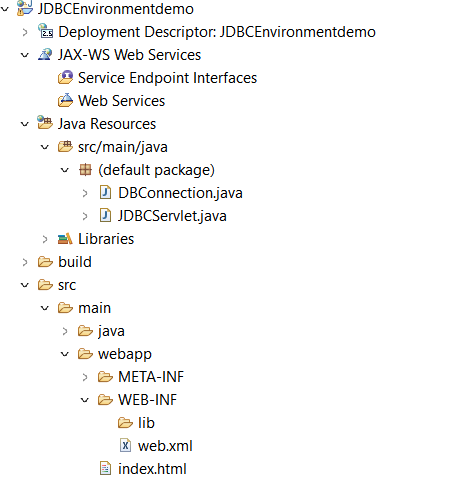 JDBCEnvironmentdemo
Deployment Descriptor: JDBCEnvironmentdemo
JAX-WS Web Services
Service Endpoint Interfaces
Web Services
Java Resources
src/main/java
(default package)
DBConnection.java
JDBCServlet.java
Libraries
build
src
main
java
webapp
META-INF
WEB-INF
lib
web.xml
index.html